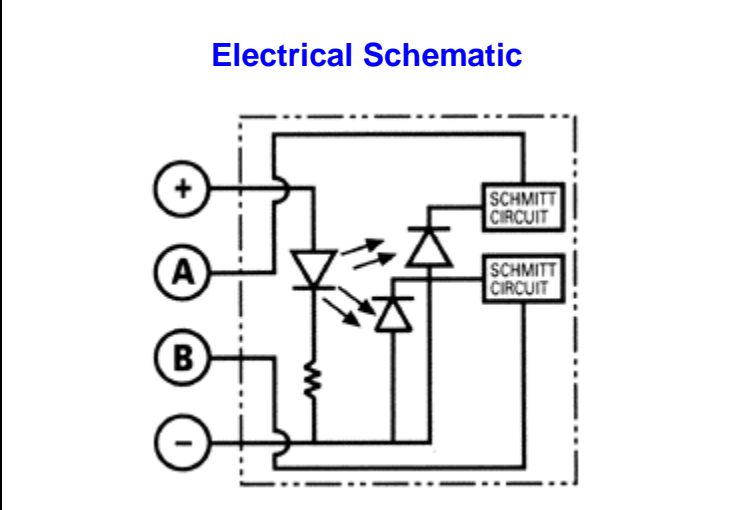 Electrical Schematic
+
SCHMITT
CIRCUIT
A
SCHMITT
CIRCUIT
B
−